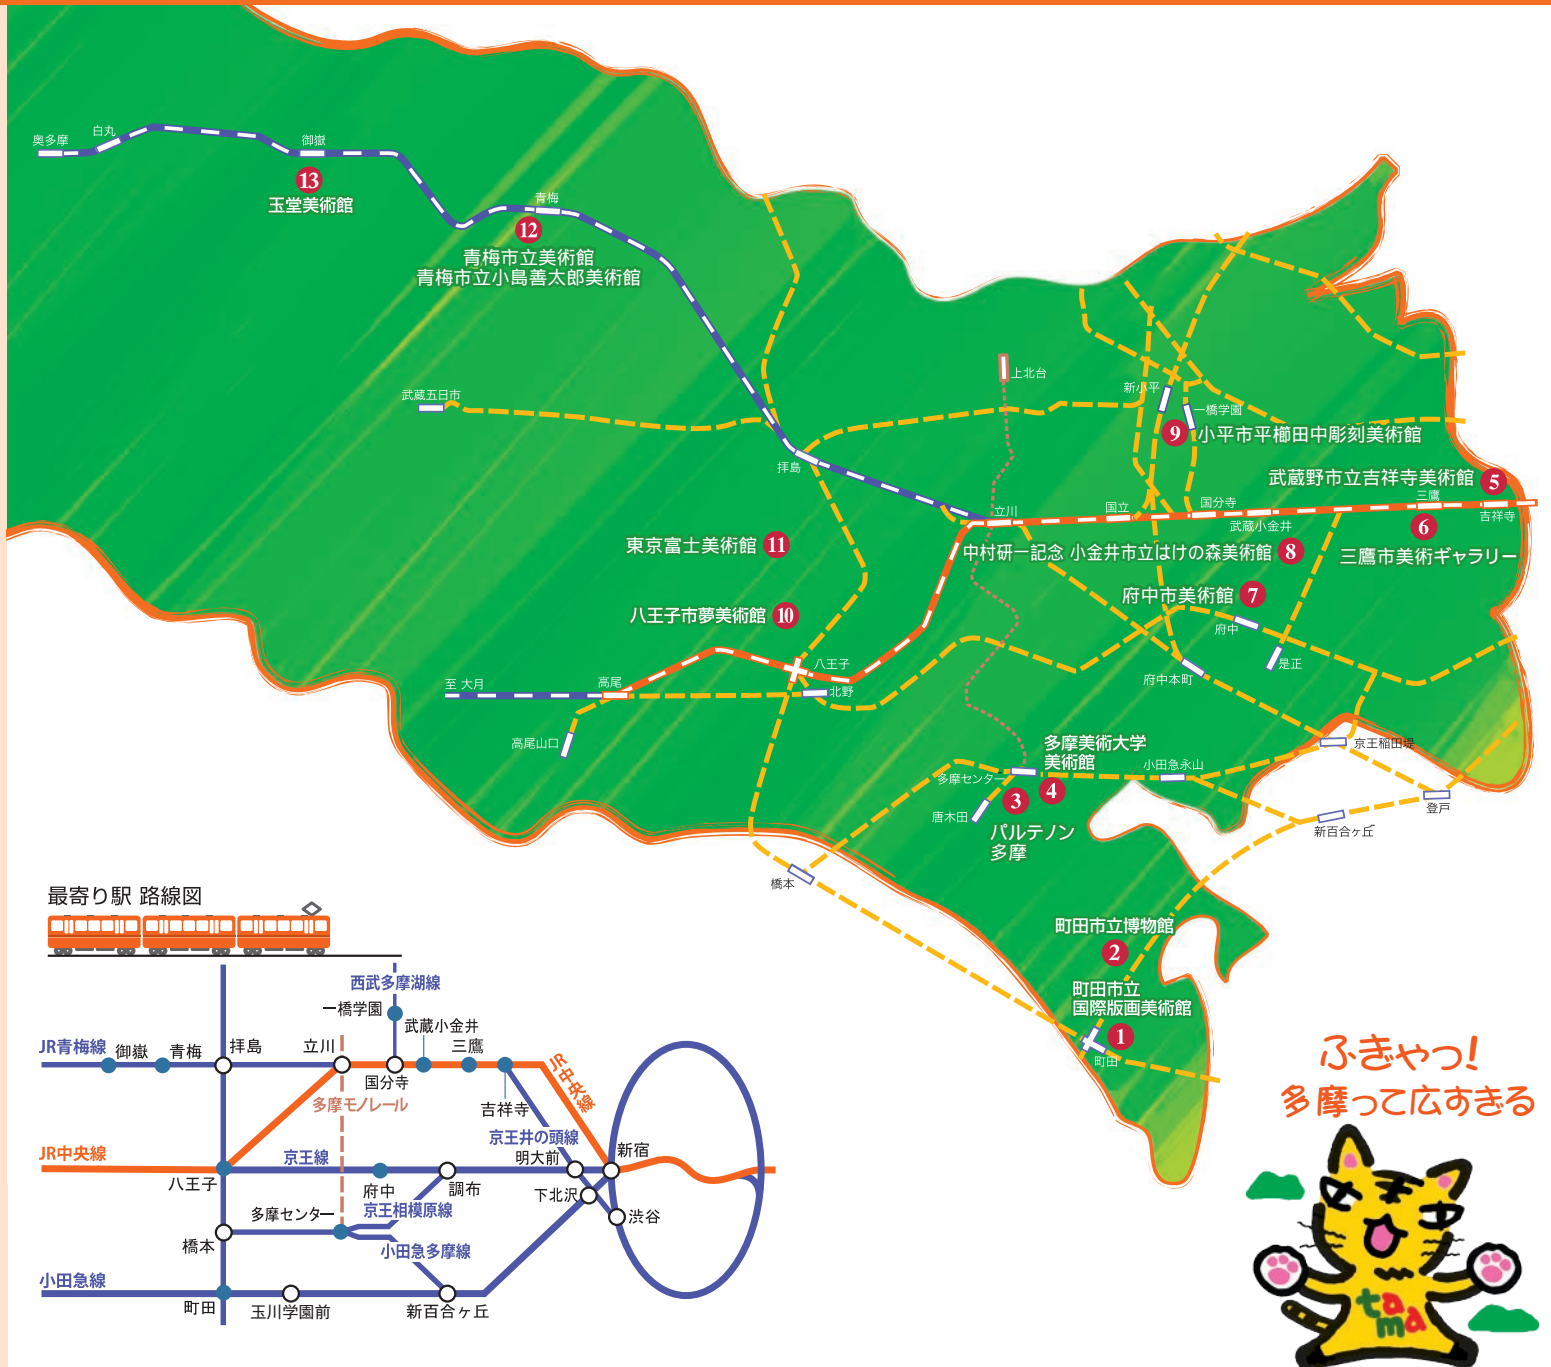 奥多摩
白丸
御嶽
13
玉堂美術館
青梅
12
青梅市立美術館
青梅市立小島善太郎美術館
武蔵五日市
拝島
上北台
新小平
一橋学園
9 小平市平櫛田中彫刻美術館
武蔵野市立吉祥寺美術館 5
立川
国立
国分寺
武蔵小金井
三鷹
吉祥寺
6
三鷹市美術ギャラリー
中村研一記念 小金井市立はけの森美術館 8
東京富士美術館 11
府中市美術館 7
府中
是正
府中本町
八王子市夢美術館 10
八王子
北野
至 大月
高尾
高尾山口
多摩美術大学
美術館
多摩センター
3
4
小田急永山
京王稲田堤
登戸
新百合ヶ丘
唐木田
パルテノン
多摩
橋本
町田市立博物館
2
町田市立
国際版画美術館
1
町田
最寄り駅 路線図
西武多摩湖線
一橋学園
武蔵小金井
JR青梅線
御嶽
青梅
拝島
立川
三鷹
国分寺
JR中央線
吉祥寺
多摩モノレール
京王井の頭線
JR中央線
京王線
明大前
新宿
八王子
府中
調布
下北沢
京王相模原線
多摩センター
渋谷
橋本
小田急多摩線
小田急線
町田
玉川学園前
新百合ヶ丘
ふぎゃっ!
多摩って広すぎる
tama